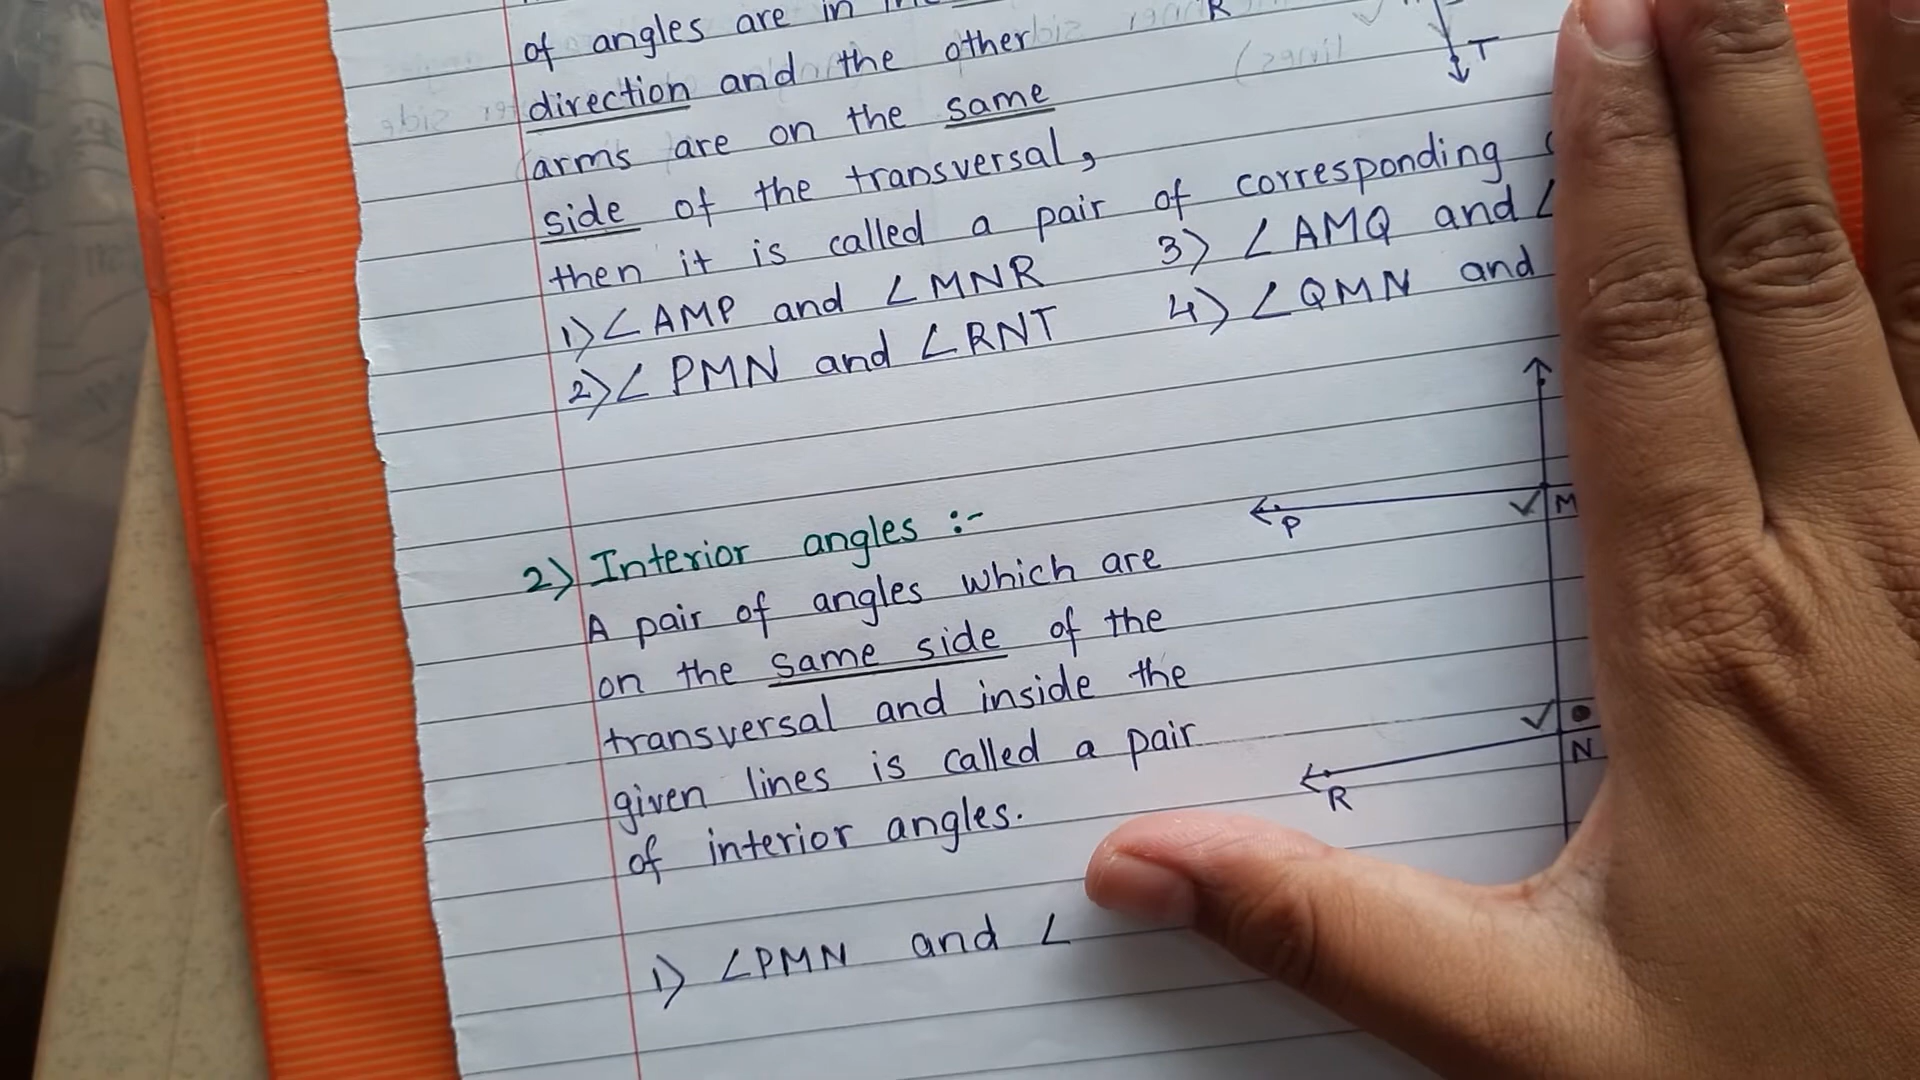 of angles are in
direction and the other
arms are on the same
side of the transversal,
then it is called a pair of corresponding
1) ∠AMP and ∠MNR
2) ∠PMN and ∠RNT
3) ∠AMQ and ∠
4) ∠QMN and
R
T
2) Interior angles :-
A pair of angles which are
on the same side of the
transversal and inside the
given lines is called a pair
of interior angles.
1) ∠PMN and ∠
P
M
R
N